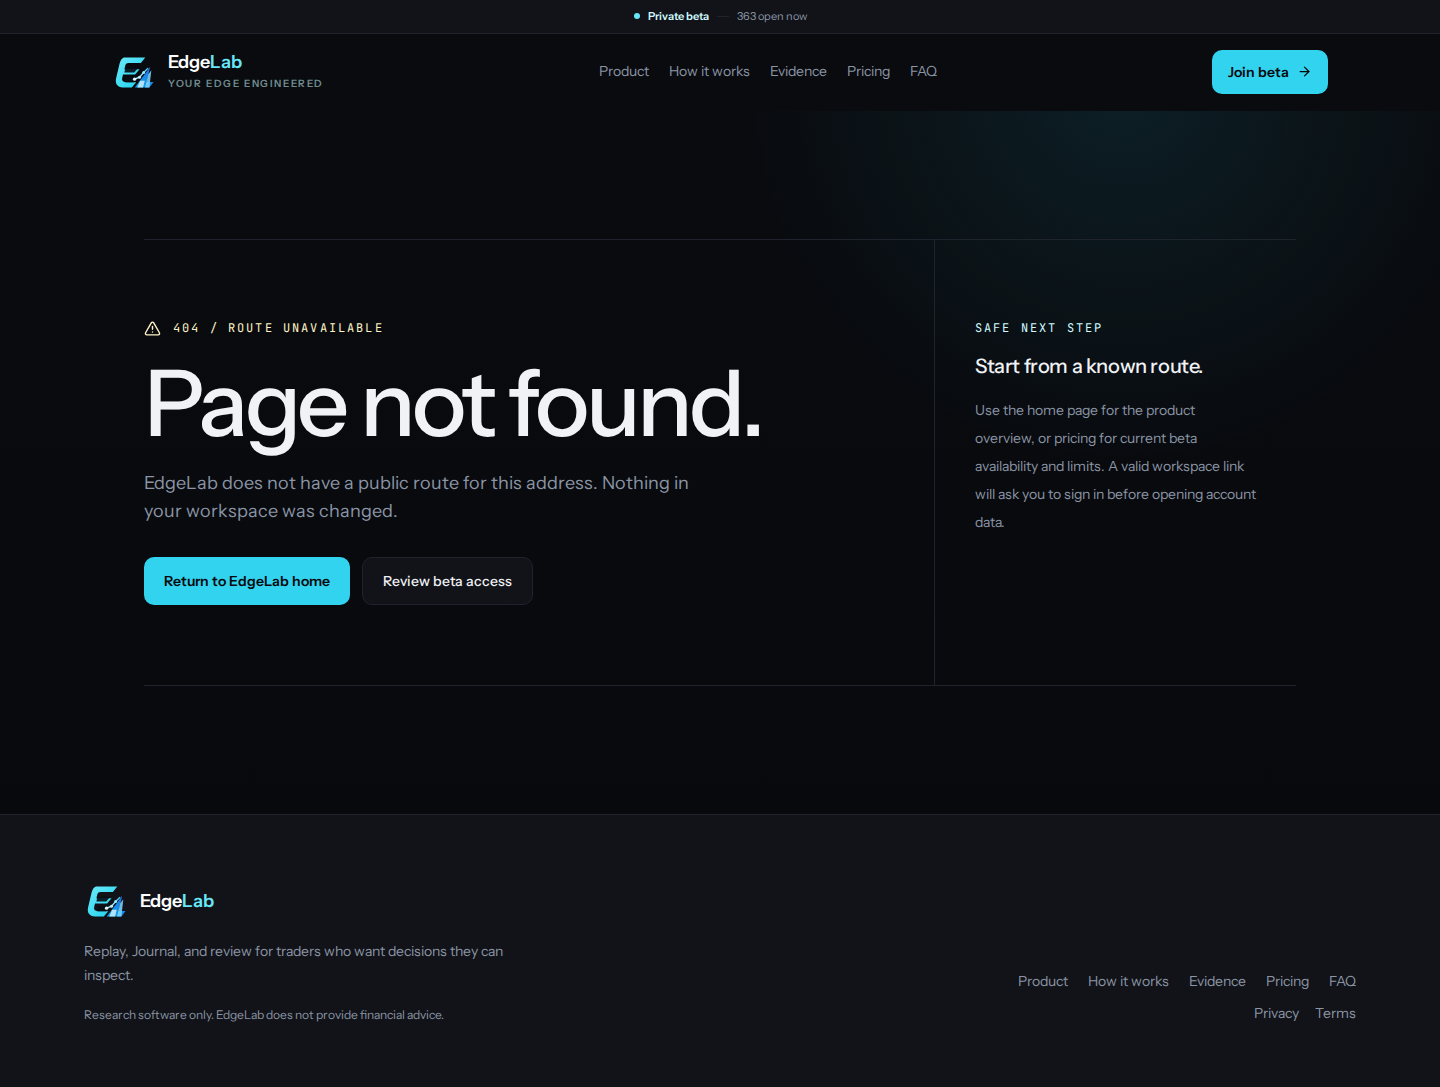 Private beta — 363 open now
EdgeLab
YOUR EDGE ENGINEERED
Product How it works Evidence Pricing FAQ
Join beta →
404 / ROUTE UNAVAILABLE
Page not found.
EdgeLab does not have a public route for this address. Nothing in
your workspace was changed.
Return to EdgeLab home
Review beta access
SAFE NEXT STEP
Start from a known route.
Use the home page for the product
overview, or pricing for current beta
availability and limits. A valid workspace link
will ask you to sign in before opening account
data.
EdgeLab
Replay, Journal, and review for traders who want decisions they can
inspect.
Research software only. EdgeLab does not provide financial advice.
Product How it works Evidence Pricing FAQ
Privacy Terms